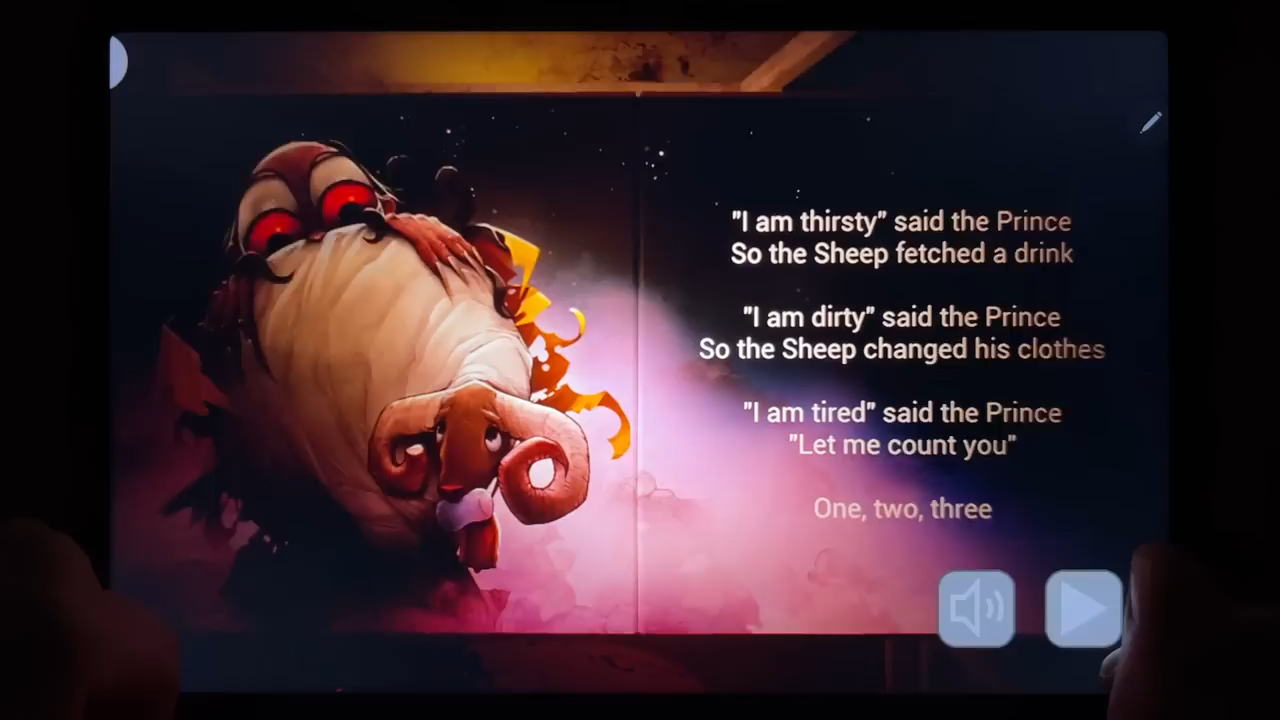 "I am thirsty" said the Prince
So the Sheep fetched a drink
"I am dirty" said the Prince
So the Sheep changed his clothes
"I am tired" said the Prince
"Let me count you"
One, two, three